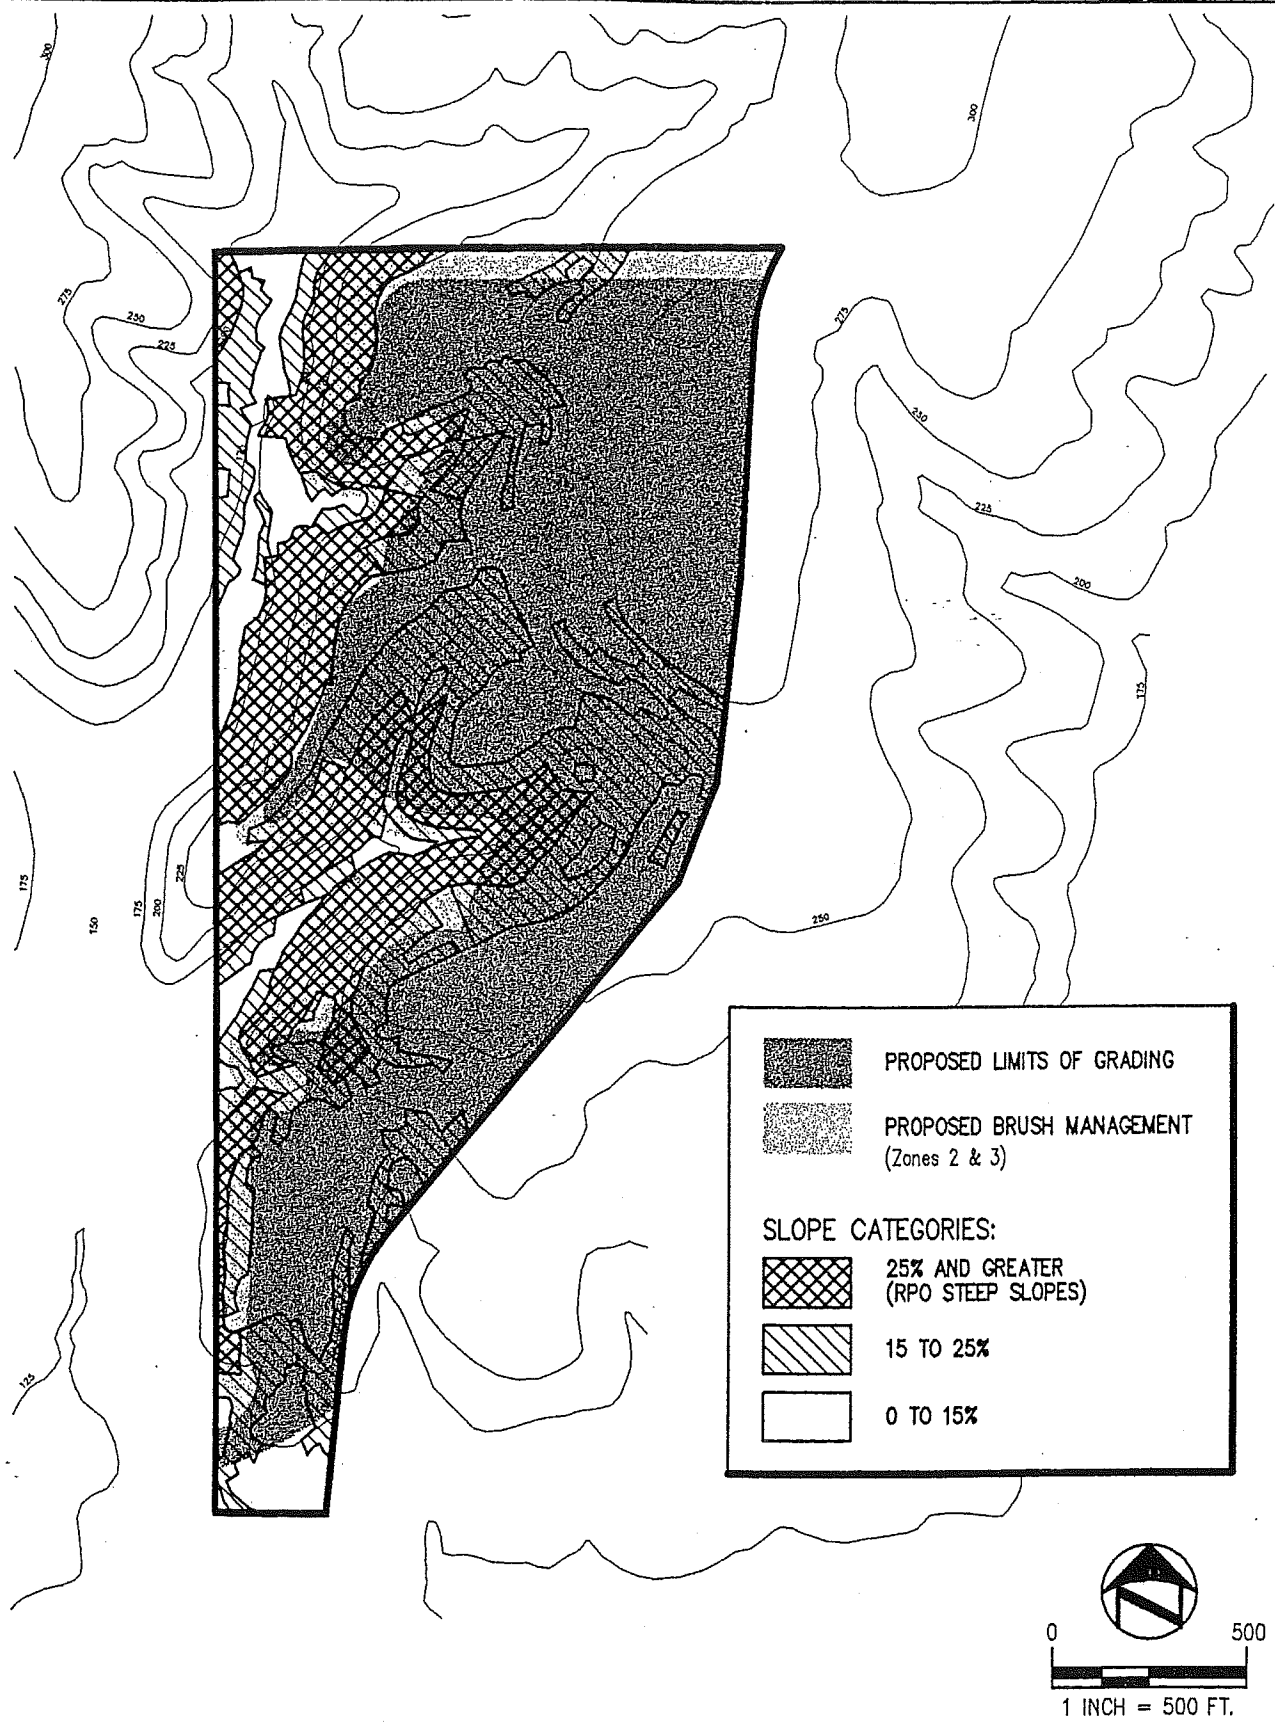 300
300
275
250
225
275
250
225
200
175
175
150
175
200
225
250
125
PROPOSED LIMITS OF GRADING
PROPOSED BRUSH MANAGEMENT
(Zones 2 & 3)
SLOPE CATEGORIES:
25% AND GREATER
(RPO STEEP SLOPES)
15 TO 25%
0 TO 15%
0 500
1 INCH = 500 FT.